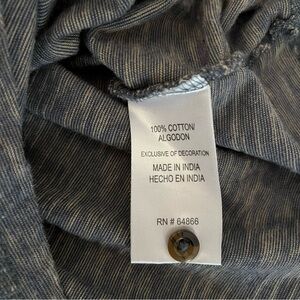 100% COTTON/
ALGODON
EXCLUSIVE OF DECORATION
MADE IN INDIA
HECHO EN INDIA
RN # 64866